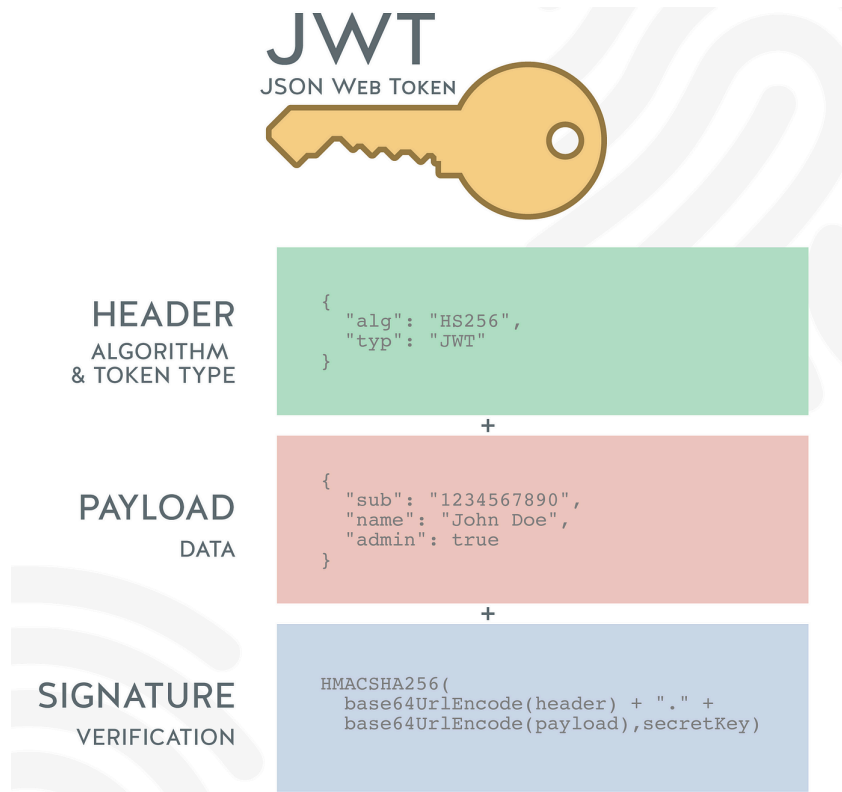 JWT
JSON WEB TOKEN
HEADER
ALGORITHM
& TOKEN TYPE
{
"alg": "HS256",
"typ": "JWT"
}
+
PAYLOAD
DATA
{
"sub": "1234567890",
"name": "John Doe",
"admin": true
}
+
SIGNATURE
VERIFICATION
HMACSHA256(
base64UrlEncode(header) + "." +
base64UrlEncode(payload),secretKey)